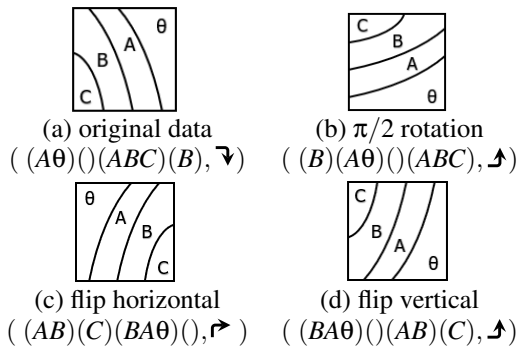 θ
A
B
C
C
B
A
θ
(a) original data
(b) π/2 rotation
( (Aθ)()(ABC)(B), ↴)
( (B)(Aθ)()(ABC), ⮥)
θ
A
B
C
C
B
A
θ
(c) flip horizontal
(d) flip vertical
( (AB)(C)(BAθ)(), ↱ )
( (BAθ)()(AB)(C), ⮥)